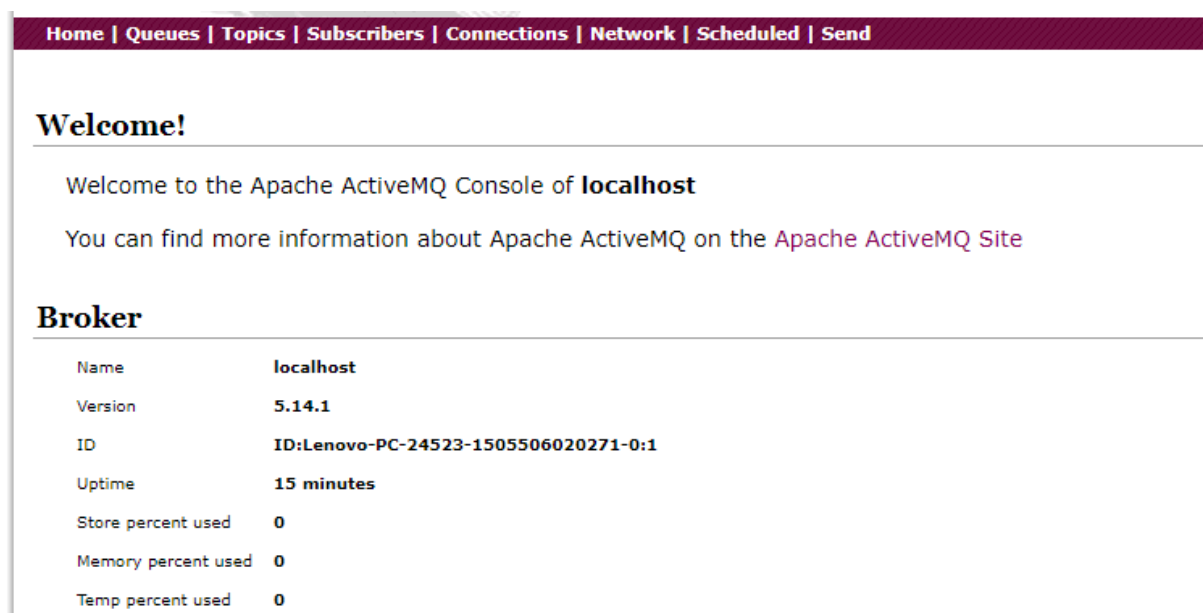 Home | Queues | Topics | Subscribers | Connections | Network | Scheduled | Send
Welcome!
Welcome to the Apache ActiveMQ Console of localhost
You can find more information about Apache ActiveMQ on the Apache ActiveMQ Site
Broker
Name localhost
Version 5.14.1
ID ID:Lenovo-PC-24523-1505506020271-0:1
Uptime 15 minutes
Store percent used 0
Memory percent used 0
Temp percent used 0